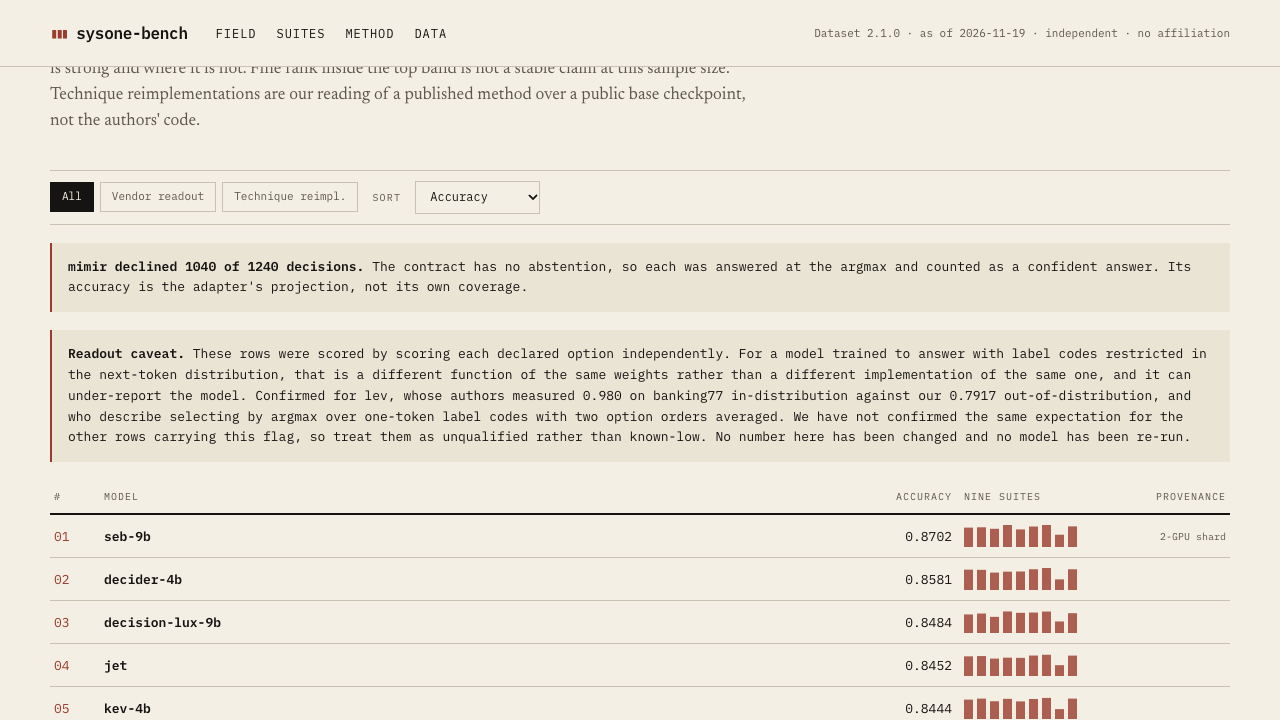 sysone-bench FIELD SUITES METHOD DATA Dataset 2.1.0 · as of 2026-11-19 · independent · no affiliation
is strong and where it is not. Fine rank inside the top band is not a stable claim at this sample size.
Technique reimplementations are our reading of a published method over a public base checkpoint,
not the authors' code.
All Vendor readout Technique reimpl. SORT Accuracy
mimir declined 1040 of 1240 decisions. The contract has no abstention, so each was answered at the argmax and counted as a confident answer. Its
accuracy is the adapter's projection, not its own coverage.
Readout caveat. These rows were scored by scoring each declared option independently. For a model trained to answer with label codes restricted in
the next-token distribution, that is a different function of the same weights rather than a different implementation of the same one, and it can
under-report the model. Confirmed for lev, whose authors measured 0.980 on banking77 in-distribution against our 0.7917 out-of-distribution, and
who describe selecting by argmax over one-token label codes with two option orders averaged. We have not confirmed the same expectation for the
other rows carrying this flag, so treat them as unqualified rather than known-low. No number here has been changed and no model has been re-run.
# MODEL ACCURACY NINE SUITES PROVENANCE
01 seb-9b 0.8702 2-GPU shard
02 decider-4b 0.8581
03 decision-lux-9b 0.8484
04 jet 0.8452
05 kev-4b 0.8444